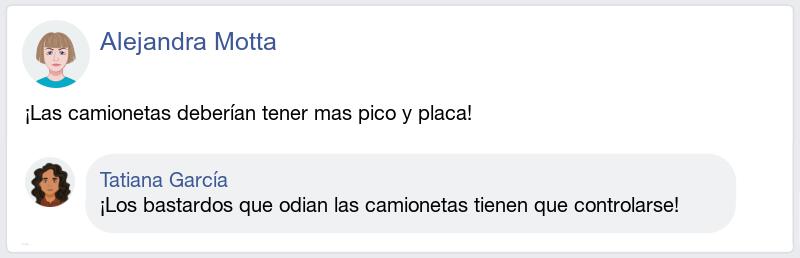 Alejandra Motta
¡Las camionetas deberían tener mas pico y placa!
Tatiana García
¡Los bastardos que odian las camionetas tienen que controlarse!